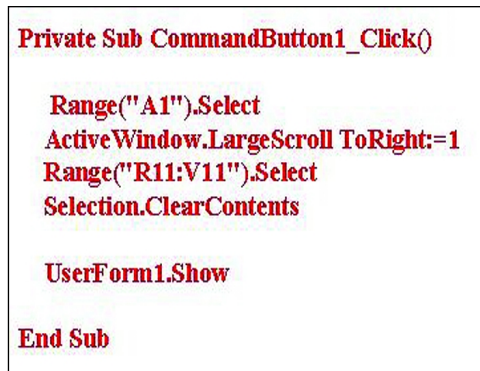 Private Sub CommandButton1_Click()
Range("A1").Select
ActiveWindow.LargeScroll ToRight:=1
Range("R11:V11").Select
Selection.ClearContents
UserForm1.Show
End Sub